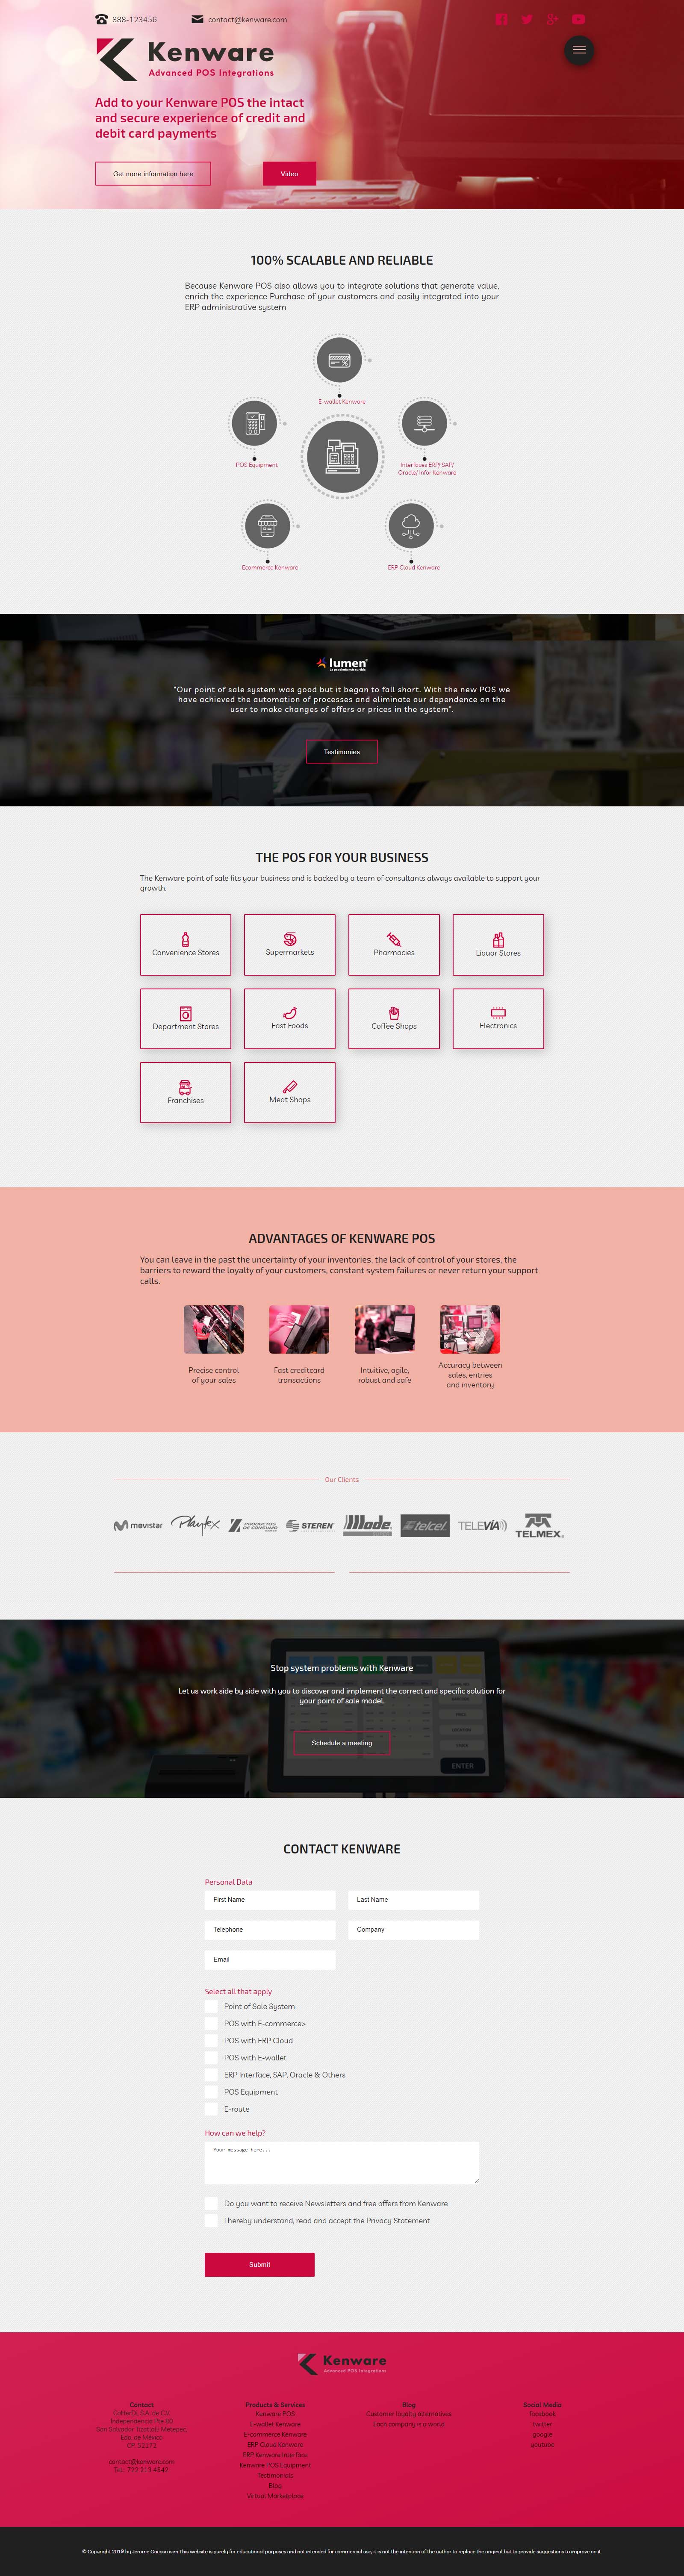 888-123456
contact@kenware.com
Kenware
Advanced POS Integrations
Add to your Kenware POS the intact
and secure experience of credit and
debit card payments
Get more information here
Video
100% SCALABLE AND RELIABLE
Because Kenware POS also allows you to integrate solutions that generate value,
enrich the experience Purchase of your customers and easily integrated into your
ERP administrative system
E-wallet Kenware
POS Equipment
Interfaces ERP/ SAP/
Oracle/ Infor Kenware
Ecommerce Kenware
ERP Cloud Kenware
lumen
"Our point of sale system was good but it began to fall short. With the new POS we
have achieved the automation of processes and eliminate our dependence on the
user to make changes of offers or prices in the system".
Testimonies
THE POS FOR YOUR BUSINESS
The Kenware point of sale fits your business and is backed by a team of consultants always available to support your
growth.
Convenience Stores
Supermarkets
Pharmacies
Liquor Stores
Department Stores
Fast Foods
Coffee Shops
Electronics
Franchises
Meat Shops
ADVANTAGES OF KENWARE POS
You can leave in the past the uncertainty of your inventories, the lack of control of your stores, the
barriers to reward the loyalty of your customers, constant system failures or never return your support
calls.
Precise control
of your sales
Fast creditcard
transactions
Intuitive, agile,
robust and safe
Accuracy between
sales, entries
and inventory
Our Clients
movistar
Playtex
PRODUCTOS
DE CONSUMO
STEREN
Mode
telcel
TELEVÍA
TELMEX
Stop system problems with Kenware
Let us work side by side with you to discover and implement the correct and specific solution for
your point of sale model.
Schedule a meeting
ENTER
CONTACT KENWARE
Personal Data
First Name
Last Name
Telephone
Company
Email
Select all that apply
Point of Sale System
POS with E-commerce>
POS with ERP Cloud
POS with E-wallet
ERP Interface, SAP, Oracle & Others
POS Equipment
E-route
How can we help?
Your message here...
Do you want to receive Newsletters and free offers from Kenware
I hereby understand, read and accept the Privacy Statement
Submit
Kenware
Advanced POS Integrations
Contact
CoHerDi, S.A. de C.V.
Independencia Pte 80
San Salvador Tizatlalli Metepec,
Edo. de México
CP: 52172
contact@kenware.com
Tel: 722 213 4542
Products & Services
Kenware POS
E-wallet Kenware
E-commerce Kenware
ERP Cloud Kenware
ERP Kenware Interface
Kenware POS Equipment
Testimonials
Blog
Virtual Marketplace
Blog
Customer loyalty alternatives
Each company is a world
Social Media
facebook
twitter
google
youtube
© Copyright 2019 by Jerome Gacoscosim This website is purely for educational purposes and not intended for commercial use, it is not the intention of the author to replace the original but to provide suggestions to improve on it.